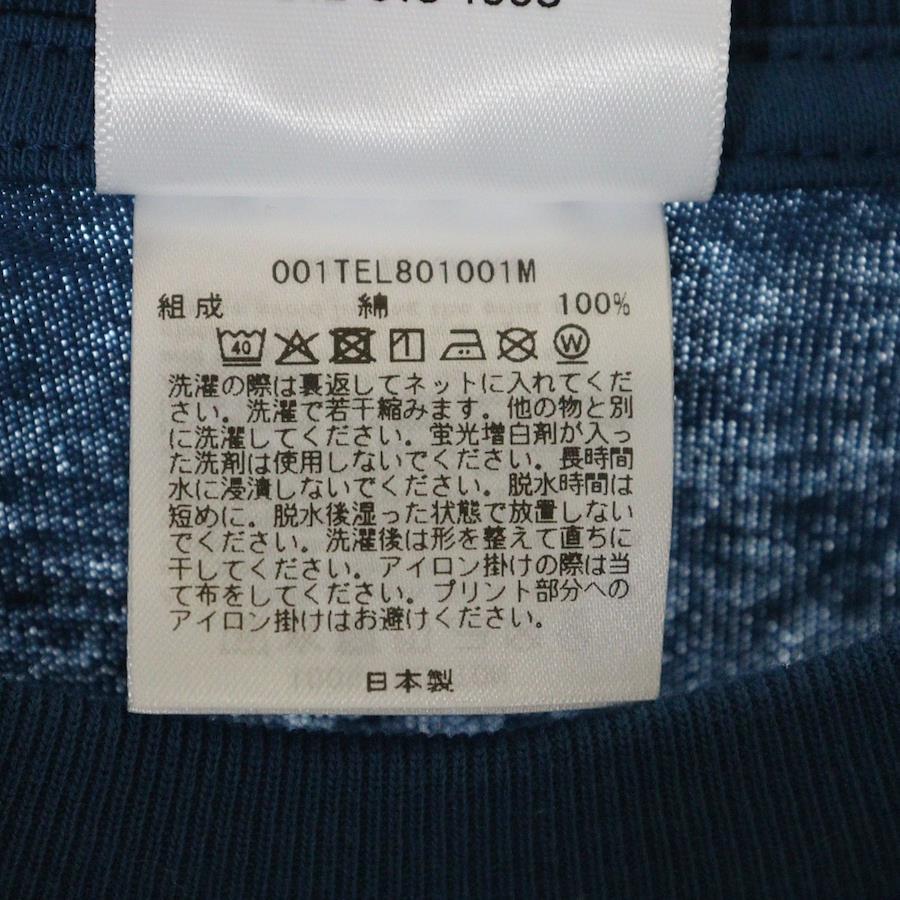 001TEL801001M
組成 綿 100%
40 W
洗濯の際は裏返してネットに入れてくだ
さい。洗濯で若干縮みます。他の物と別
に洗濯してください。蛍光増白剤が入っ
た洗剤は使用しないでください。長時間
水に浸漬しないでください。脱水時間は
短めに。脱水後湿った状態で放置しない
でください。洗濯後は形を整えて直ちに
干してください。アイロン掛けの際は当
て布をしてください。プリント部分への
アイロン掛けはお避けください。
日本製